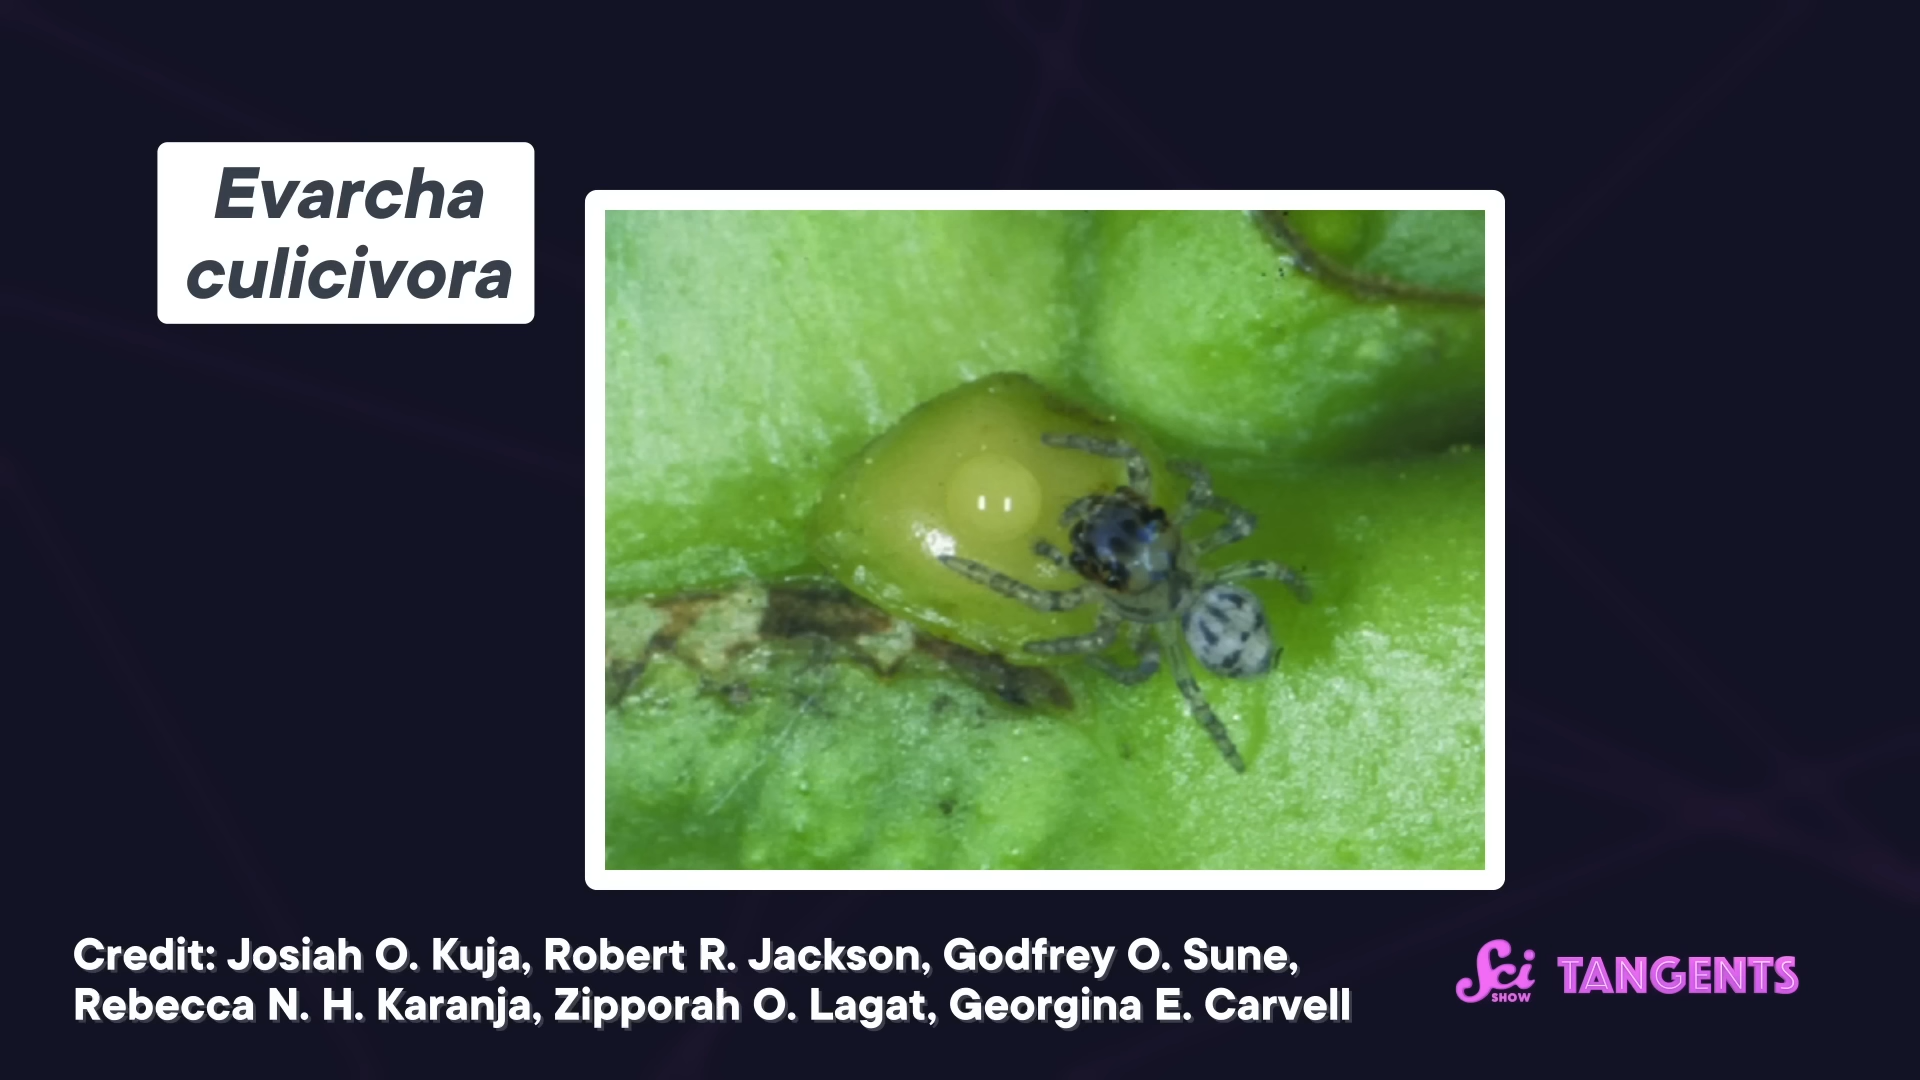 Evarcha
culicivora
Credit: Josiah O. Kuja, Robert R. Jackson, Godfrey O. Sune,
Rebecca N. H. Karanja, Zipporah O. Lagat, Georgina E. Carvell
Sci SHOW TANGENTS